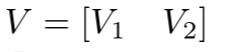 V = [V₁ V₂]